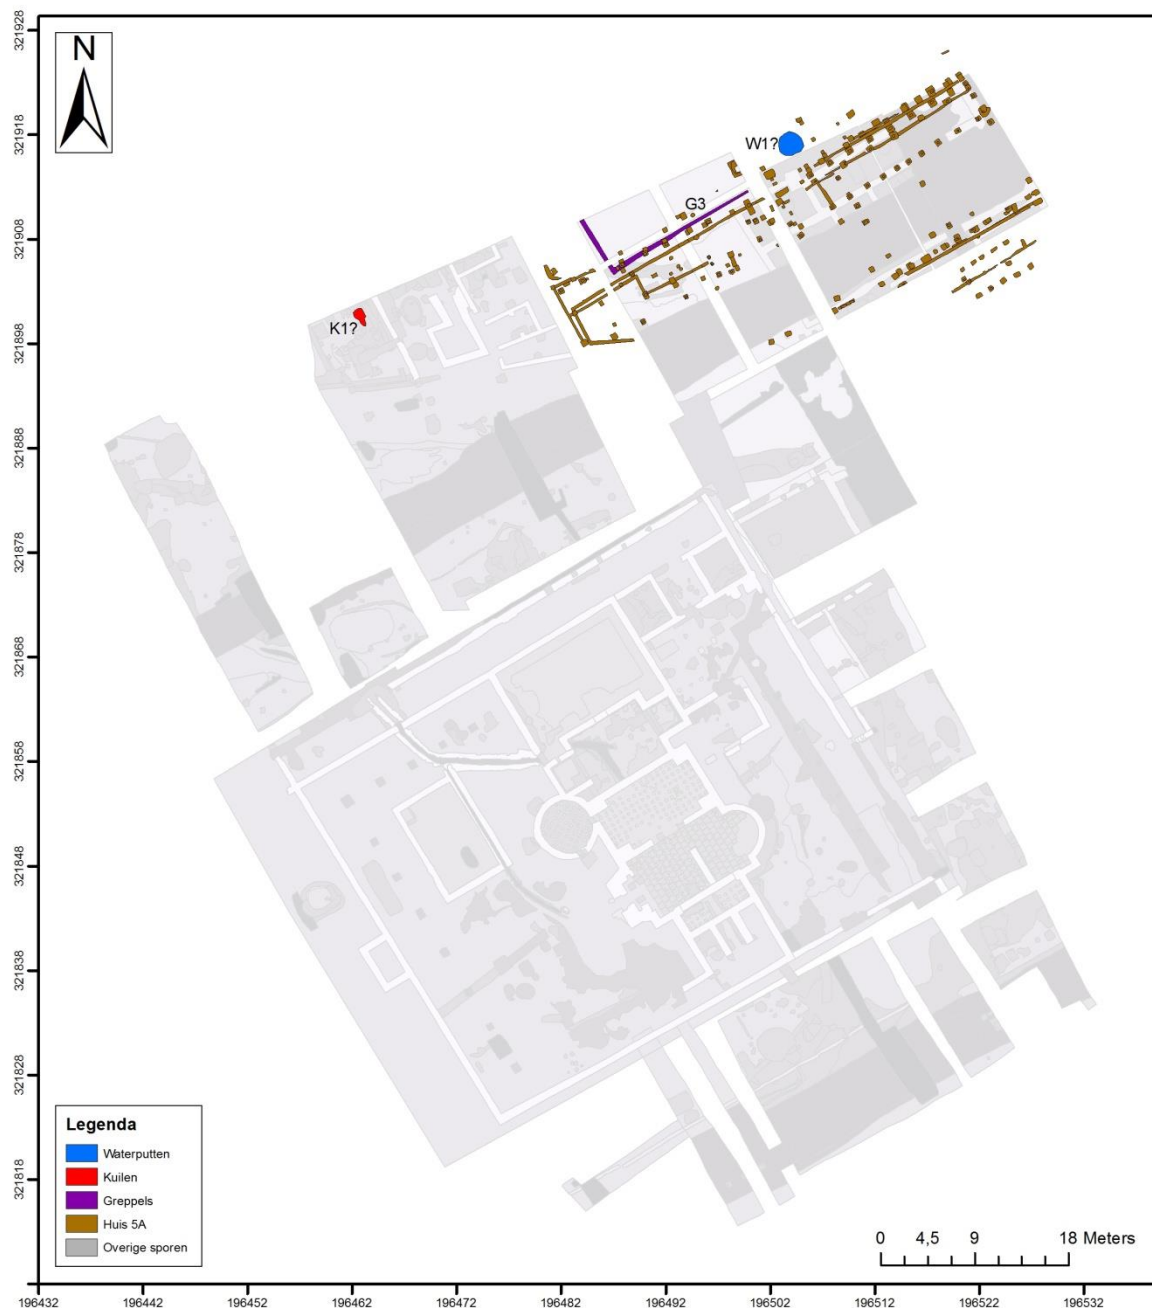 N
321928
321918
321908
321898
321888
321878
321868
321858
321848
321838
321828
321818
W1?
G3
K1?
Legenda
Waterputten
Kuilen
Greppels
Huis 5A
Overige sporen
0 4,5 9 18 Meters
196432 196442 196452 196462 196472 196482 196492 196502 196512 196522 196532